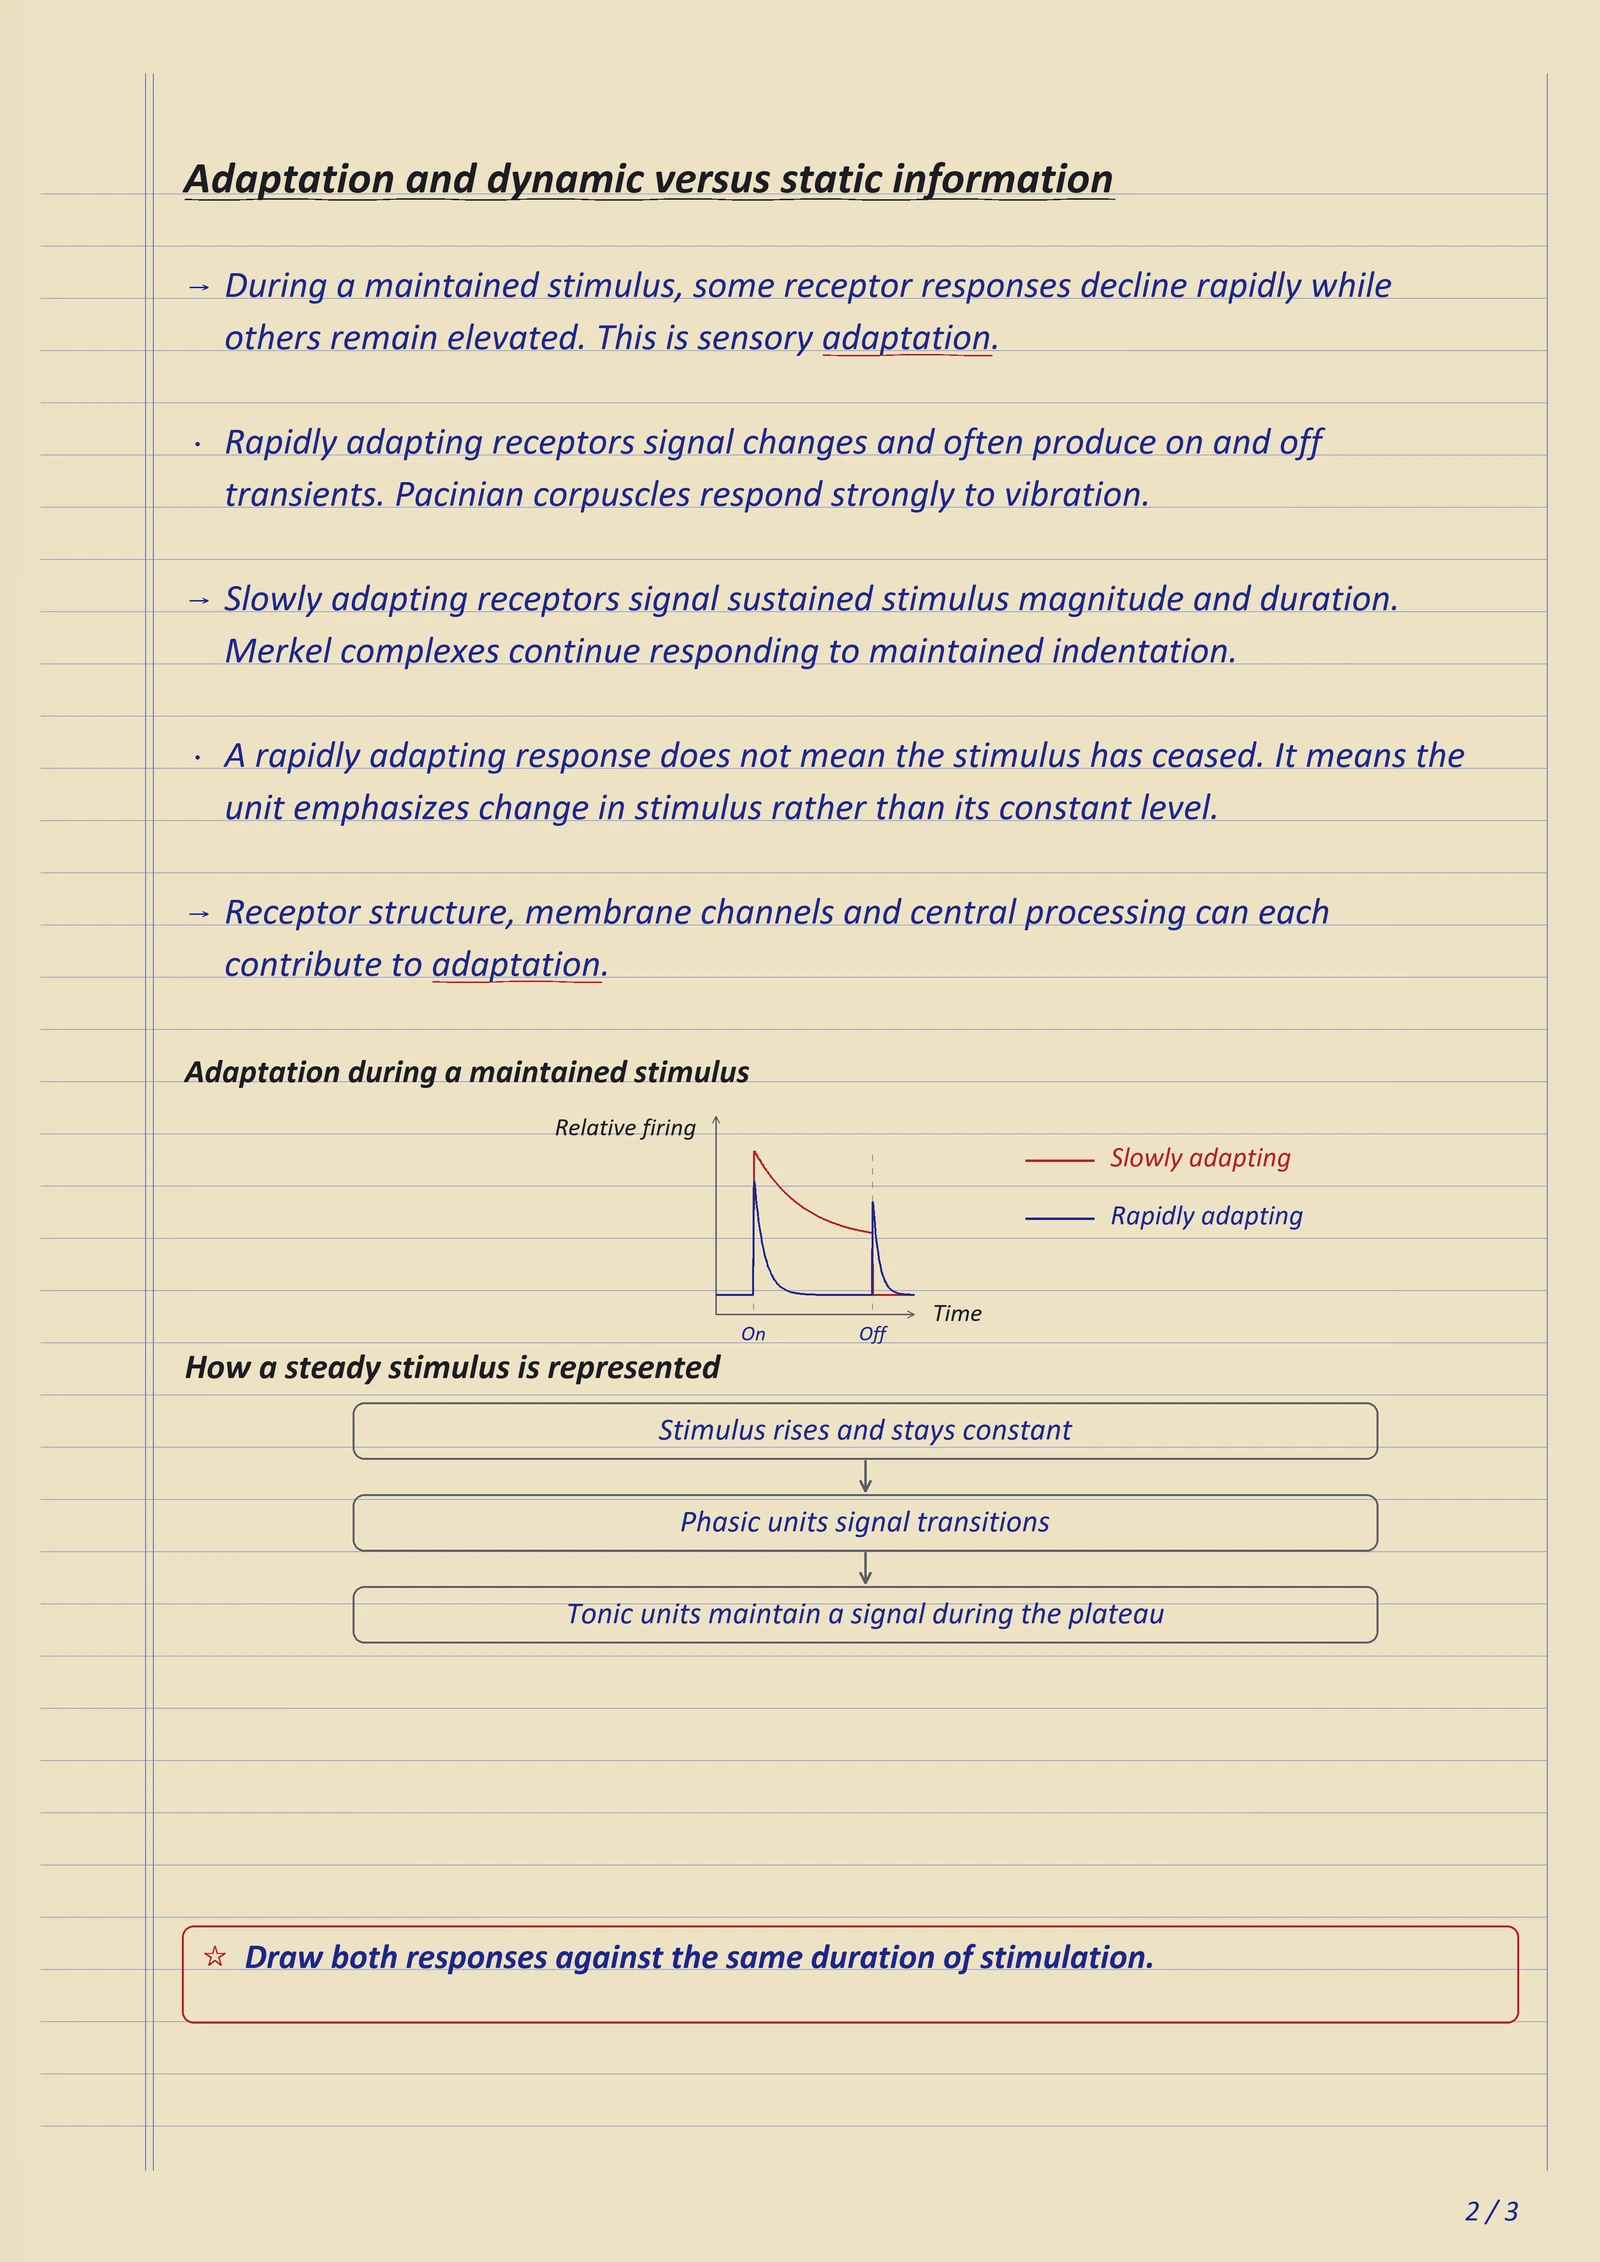 Adaptation and dynamic versus static information
→ During a maintained stimulus, some receptor responses decline rapidly while
others remain elevated. This is sensory adaptation.
· Rapidly adapting receptors signal changes and often produce on and off
transients. Pacinian corpuscles respond strongly to vibration.
→ Slowly adapting receptors signal sustained stimulus magnitude and duration.
Merkel complexes continue responding to maintained indentation.
· A rapidly adapting response does not mean the stimulus has ceased. It means the
unit emphasizes change in stimulus rather than its constant level.
→ Receptor structure, membrane channels and central processing can each
contribute to adaptation.
Adaptation during a maintained stimulus
Relative firing
Slowly adapting
Rapidly adapting
Time
On
Off
How a steady stimulus is represented
Stimulus rises and stays constant
Phasic units signal transitions
Tonic units maintain a signal during the plateau
☆ Draw both responses against the same duration of stimulation.
2 / 3